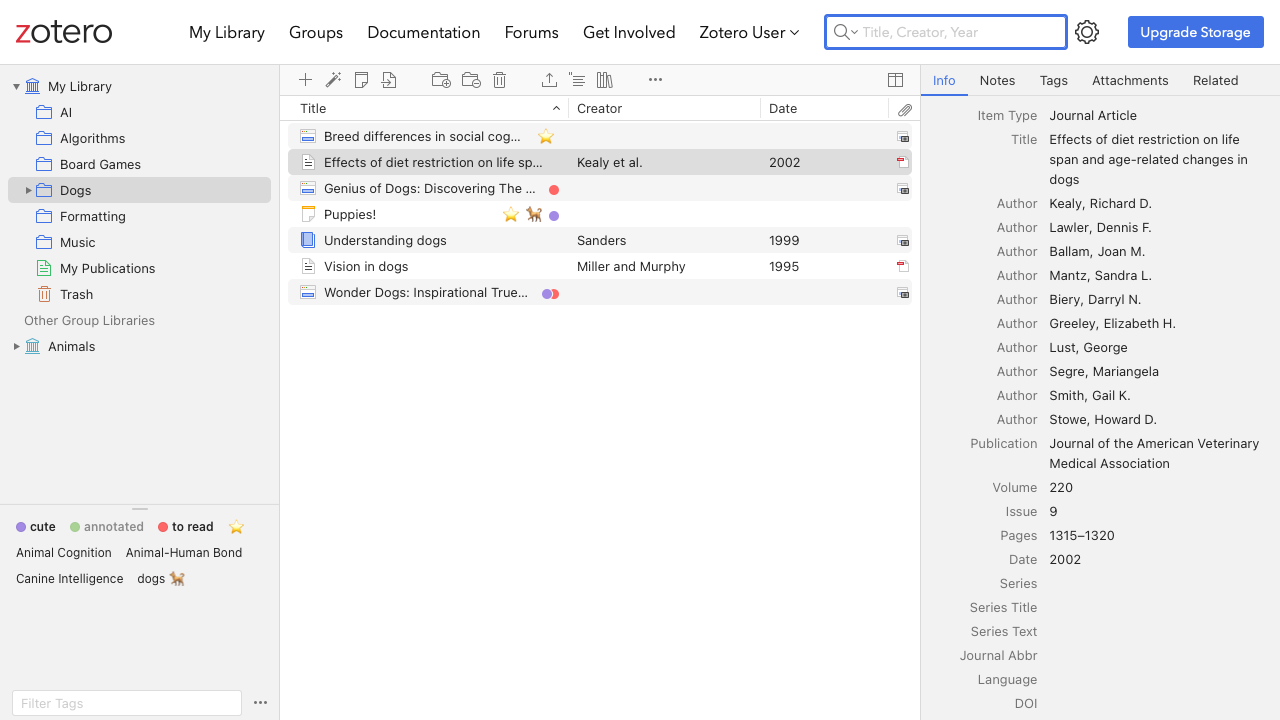 zotero
My Library
Groups
Documentation
Forums
Get Involved
Zotero User
Title, Creator, Year
Upgrade Storage
My Library
AI
Algorithms
Board Games
Dogs
Formatting
Music
My Publications
Trash
Other Group Libraries
Animals
cute
annotated
to read
Animal Cognition
Animal-Human Bond
Canine Intelligence
dogs
Filter Tags
Title
Creator
Date
Breed differences in social cog...
Effects of diet restriction on life sp... Kealy et al. 2002
Genius of Dogs: Discovering The ...
Puppies!
Understanding dogs Sanders 1999
Vision in dogs Miller and Murphy 1995
Wonder Dogs: Inspirational True...
Info
Notes
Tags
Attachments
Related
Item Type Journal Article
Title Effects of diet restriction on life
span and age-related changes in
dogs
Author Kealy, Richard D.
Author Lawler, Dennis F.
Author Ballam, Joan M.
Author Mantz, Sandra L.
Author Biery, Darryl N.
Author Greeley, Elizabeth H.
Author Lust, George
Author Segre, Mariangela
Author Smith, Gail K.
Author Stowe, Howard D.
Publication Journal of the American Veterinary
Medical Association
Volume 220
Issue 9
Pages 1315–1320
Date 2002
Series
Series Title
Series Text
Journal Abbr
Language
DOI